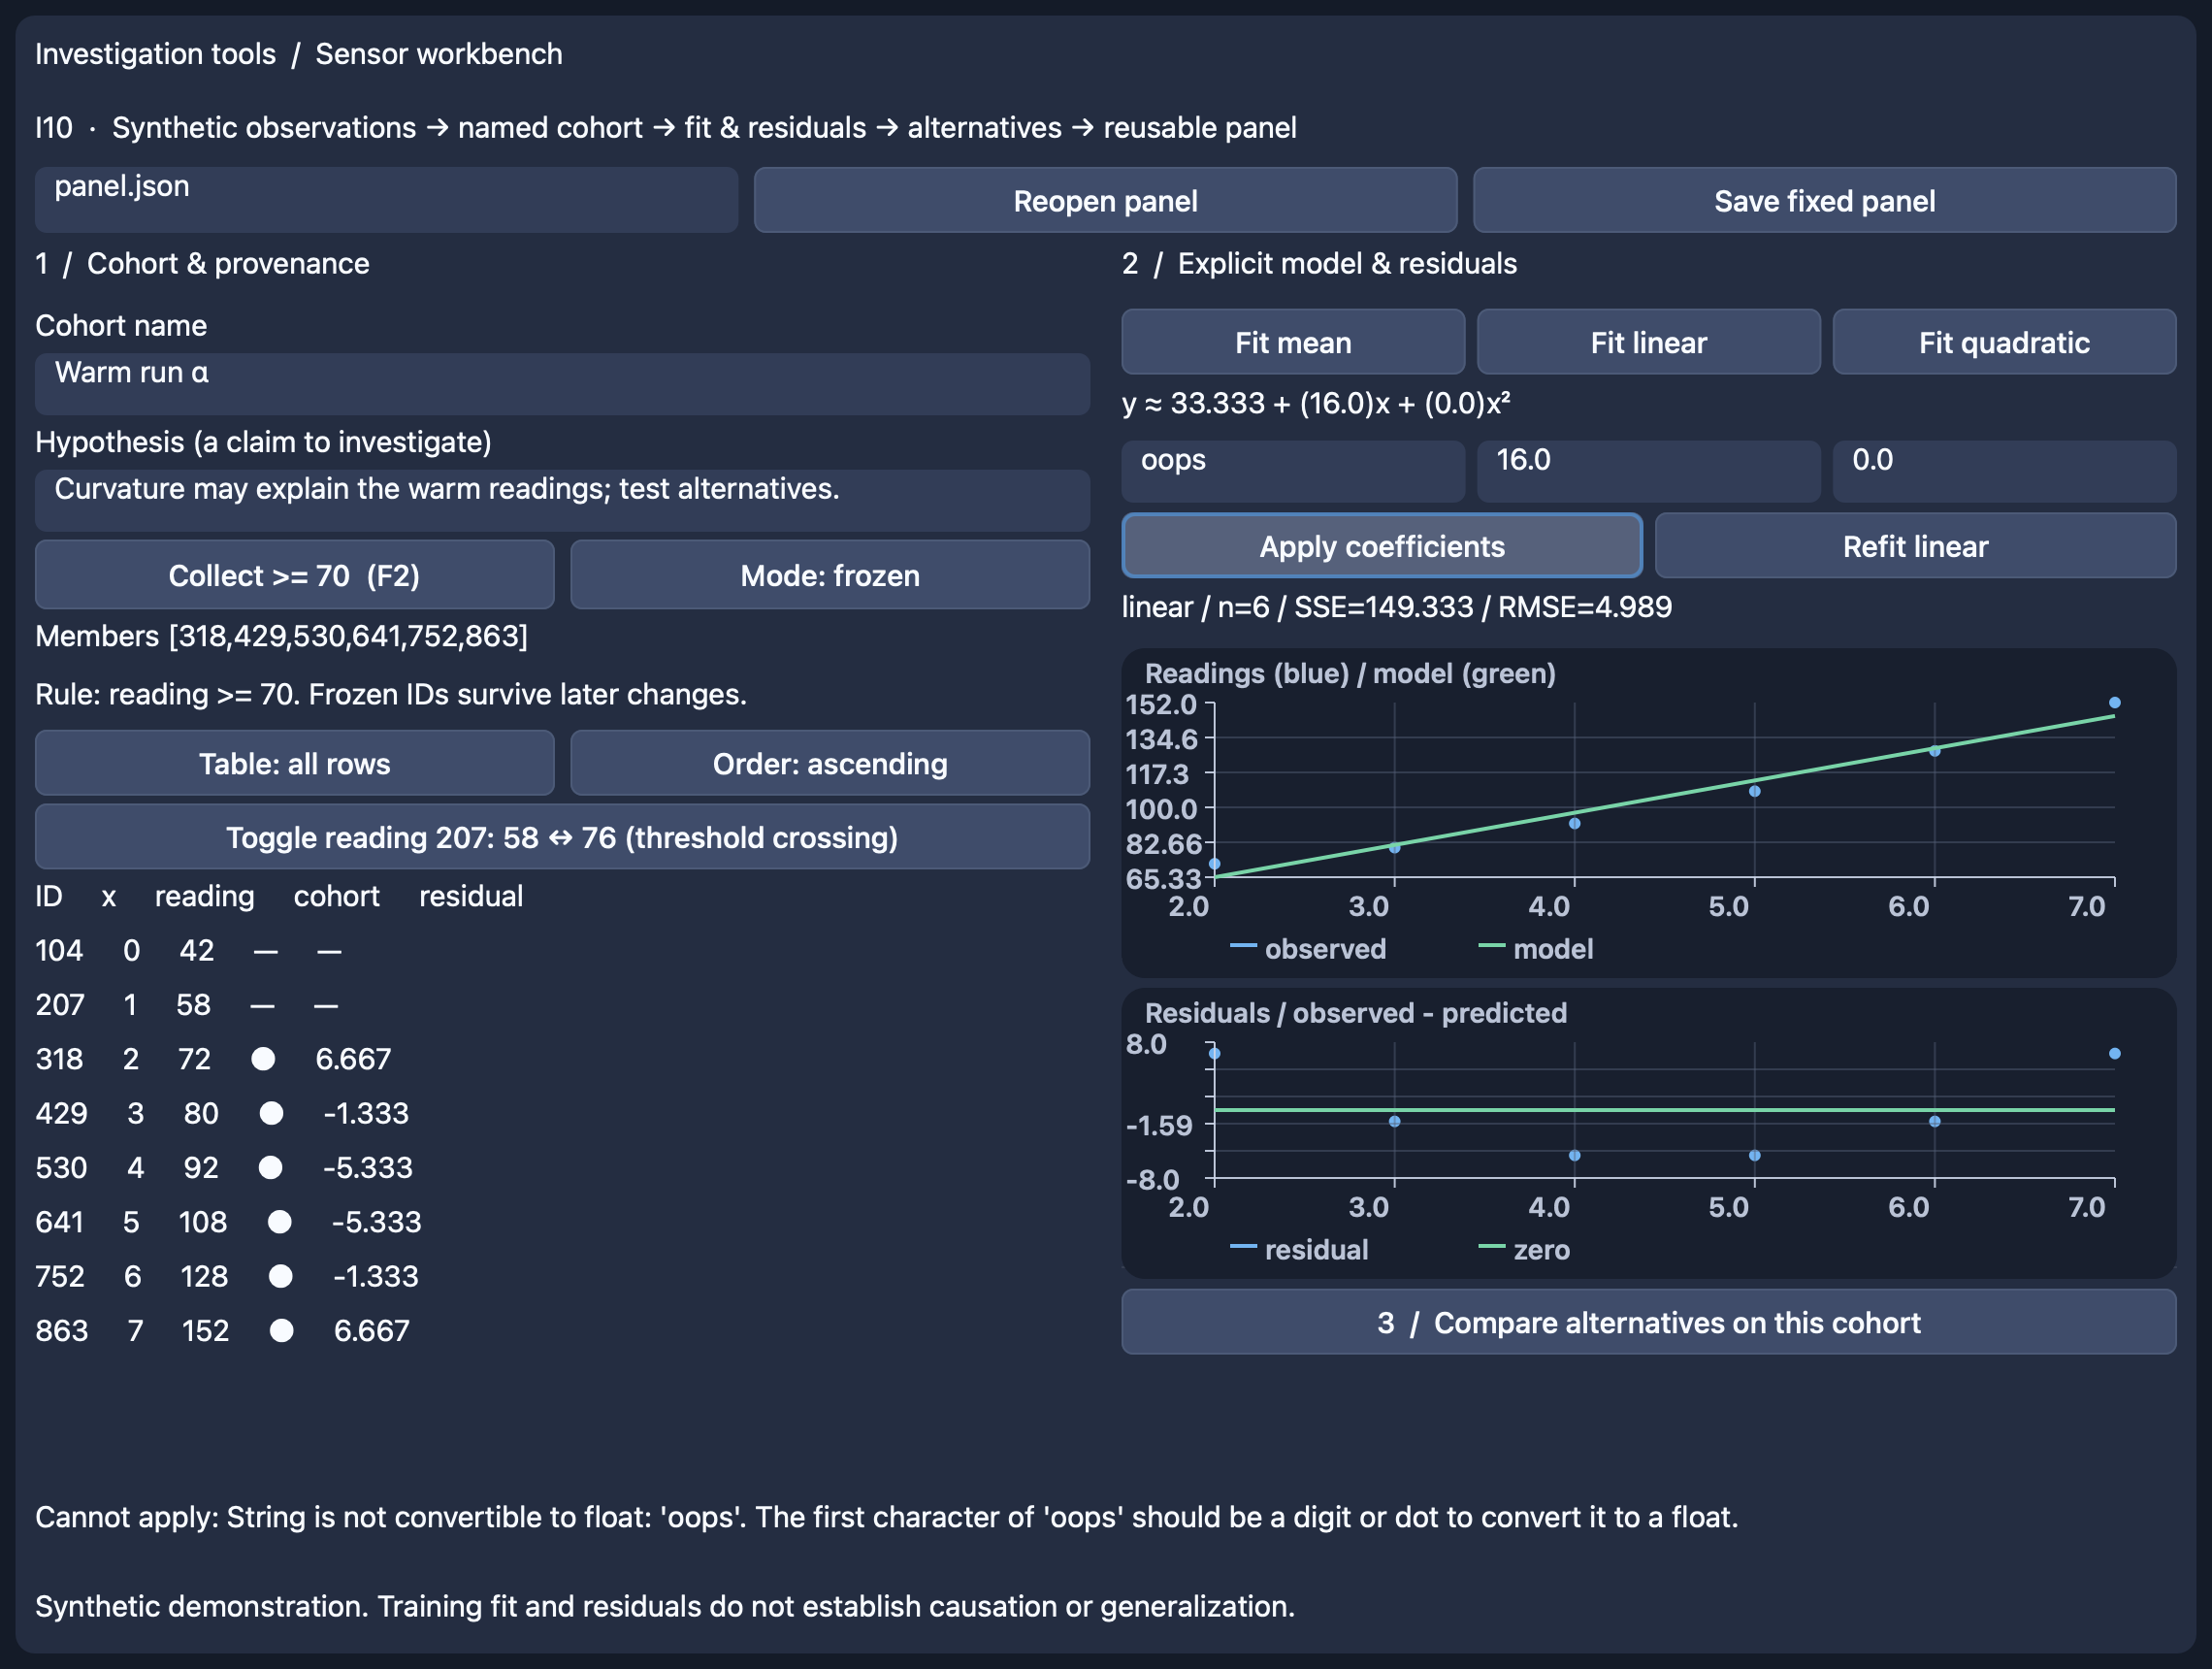 Investigation tools / Sensor workbench
I10 · Synthetic observations → named cohort → fit & residuals → alternatives → reusable panel
panel.json
Reopen panel
Save fixed panel
1 / Cohort & provenance
Cohort name
Warm run α
Hypothesis (a claim to investigate)
Curvature may explain the warm readings; test alternatives.
Collect >= 70 (F2)
Mode: frozen
Members [318,429,530,641,752,863]
Rule: reading >= 70. Frozen IDs survive later changes.
Table: all rows
Order: ascending
Toggle reading 207: 58 ↔ 76 (threshold crossing)
ID x reading cohort residual
104 0 42 — —
207 1 58 — —
318 2 72 ● 6.667
429 3 80 ● -1.333
530 4 92 ● -5.333
641 5 108 ● -5.333
752 6 128 ● -1.333
863 7 152 ● 6.667
2 / Explicit model & residuals
Fit mean
Fit linear
Fit quadratic
y ≈ 33.333 + (16.0)x + (0.0)x²
oops
16.0
0.0
Apply coefficients
Refit linear
linear / n=6 / SSE=149.333 / RMSE=4.989
Readings (blue) / model (green)
152.0
134.6
117.3
100.0
82.66
65.33
2.0 3.0 4.0 5.0 6.0 7.0
observed model
Residuals / observed - predicted
8.0
-1.59
-8.0
2.0 3.0 4.0 5.0 6.0 7.0
residual zero
3 / Compare alternatives on this cohort
Cannot apply: String is not convertible to float: 'oops'. The first character of 'oops' should be a digit or dot to convert it to a float.
Synthetic demonstration. Training fit and residuals do not establish causation or generalization.